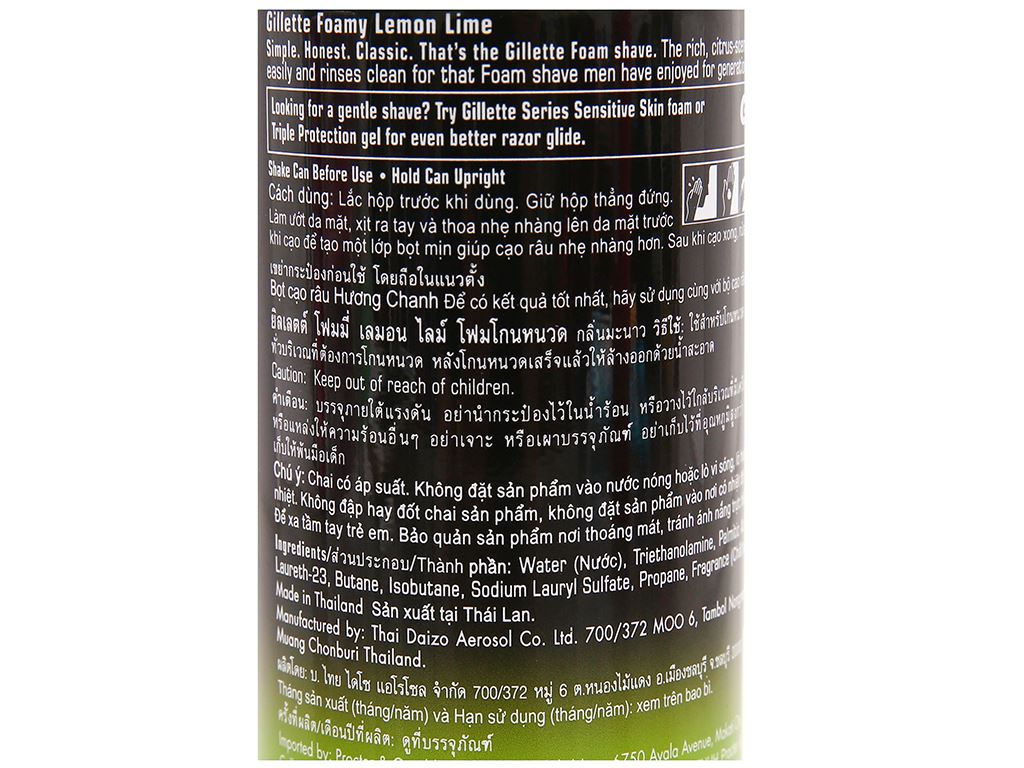 Gillette Foamy Lemon Lime
Simple. Honest. Classic. That's the Gillette Foam shave. The rich,
easily and rinses clean for that Foam shave men have enjoyed for
Looking for a gentle shave? Try Gillette Series Sensitive Skin foam or
Triple Protection gel for even better razor glide.
Shake Can Before Use • Hold Can Upright
Cách dùng: Lắc hộp trước khi dùng. Giữ hộp thẳng đứng.
Làm ướt da mặt, xịt ra tay và thoa nhẹ nhàng lên da mặt trước
khi cạo để tạo một lớp bọt mịn giúp cạo râu nhẹ nhàng hơn. Sau khi cạo xong,
เขย่ากระป๋องก่อนใช้ โดยถือในแนวตั้ง
Bọt cạo râu Hương Chanh Để có kết quả tốt nhất, hãy sử dụng cùng với bộ cạo
ยิลเลตต์ โฟมมี่ เลมอน ไลม์ โฟมโกนหนวด กลิ่นมะนาว วิธีใช้: ใช้สำหรับโกนหนวด
ทั่วบริเวณที่ต้องการโกนหนวด หลังโกนหนวดเสร็จแล้วให้ล้างออกด้วยน้ำสะอาด
Caution: Keep out of reach of children.
คำเตือน: บรรจุภายใต้แรงดัน อย่านำกระป๋องไว้ในน้ำร้อน หรือวางไว้ใกล้บริเวณที่มี
หรือแหล่งให้ความร้อนอื่นๆ อย่าเจาะ หรือเผาบรรจุภัณฑ์ อย่าเก็บไว้ที่อุณหภูมิสูง
เก็บให้พ้นมือเด็ก
Chú ý: Chai có áp suất. Không đặt sản phẩm vào nước nóng hoặc lò vi sóng,
nhiệt. Không đập hay đốt chai sản phẩm, không đặt sản phẩm vào nơi có nhiệt
Để xa tầm tay trẻ em. Bảo quản sản phẩm nơi thoáng mát, tránh ánh nắng
Ingredients/ส่วนประกอบ/Thành phần: Water (Nước), Triethanolamine,
Laureth-23, Butane, Isobutane, Sodium Lauryl Sulfate, Propane, Fragrance
Made in Thailand Sản xuất tại Thái Lan.
Manufactured by: Thai Daizo Aerosol Co. Ltd. 700/372 MOO 6, Tambol
Muang Chonburi Thailand.
ผลิตโดย: บ. ไทย ไดโซ แอโรโซล จำกัด 700/372 หมู่ 6 ต.หนองไม้แดง อ.เมืองชลบุรี จ.ชลบุรี
Tháng sản xuất (tháng/năm) và Hạn sử dụng (tháng/năm): xem trên bao bì.
ครั้งที่ผลิต/เดือนปีที่ผลิต: ดูที่บรรจุภัณฑ์
Imported by: Procter & 6750 Ayala Avenue,